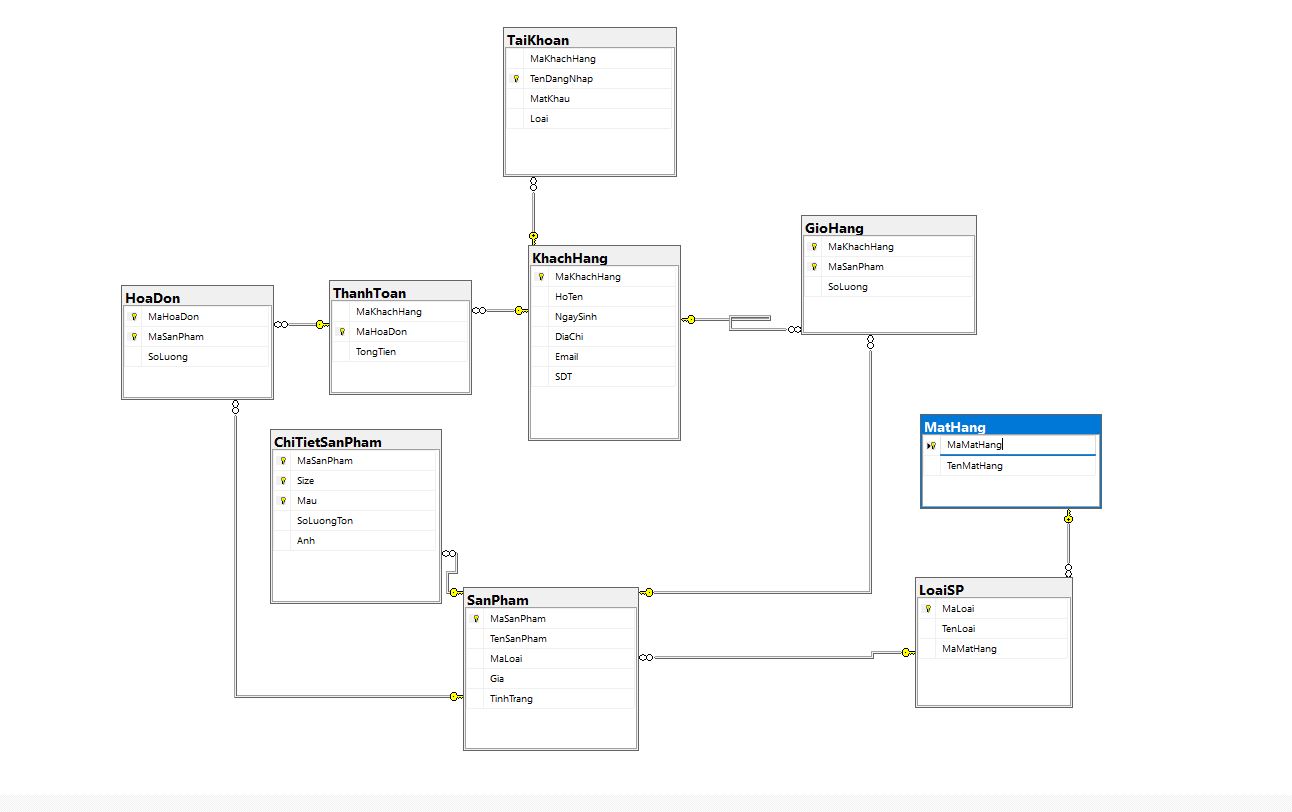 TaiKhoan
MaKhachHang
TenDangNhap
MatKhau
Loai
GioHang
MaKhachHang
MaSanPham
SoLuong
KhachHang
MaKhachHang
HoTen
NgaySinh
DiaChi
Email
SDT
ThanhToan
MaKhachHang
MaHoaDon
TongTien
HoaDon
MaHoaDon
MaSanPham
SoLuong
MatHang
MaMatHang
TenMatHang
ChiTietSanPham
MaSanPham
Size
Mau
SoLuongTon
Anh
LoaiSP
MaLoai
TenLoai
MaMatHang
SanPham
MaSanPham
TenSanPham
MaLoai
Gia
TinhTrang